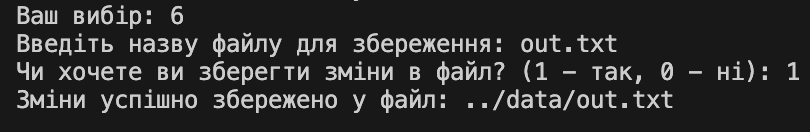 Ваш вибір: 6
Введіть назву файлу для збереження: out.txt
Чи хочете ви зберегти зміни в файл? (1 – так, 0 – ні): 1
Зміни успішно збережено у файл: ../data/out.txt